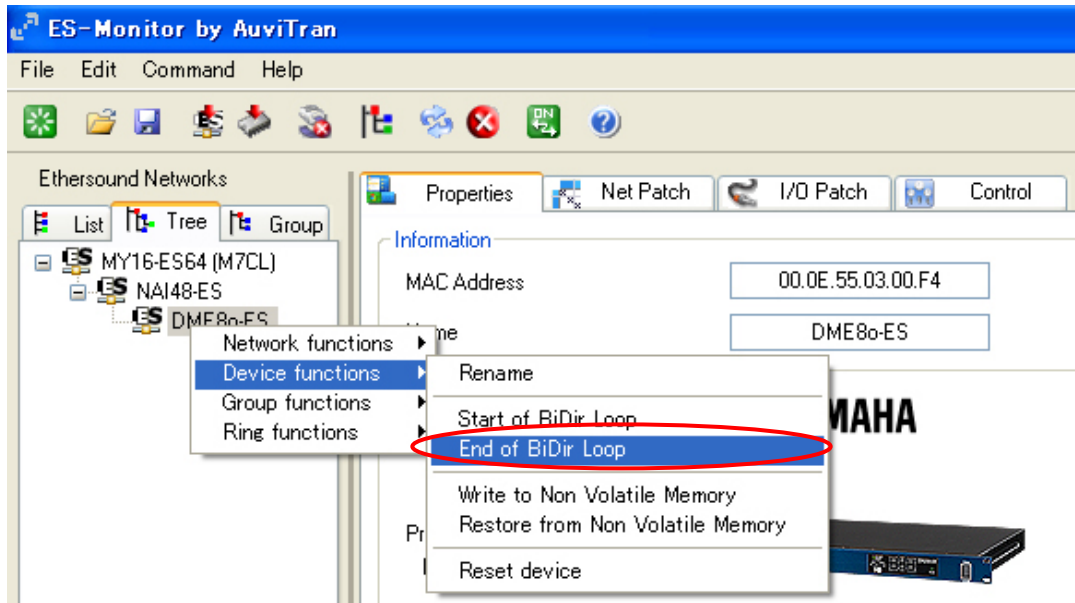 ES-Monitor by AuviTran
File Edit Command Help
ON
Ethersound Networks
List Tree Group
MY16-ES64 (M7CL)
NAI48-ES
DME8o-ES
Properties Net Patch I/O Patch Control
Information
MAC Address 00.0E.55.03.00.F4
DME8o-ES
Network functions
Device functions
Group functions
Ring functions
Rename
Start of BiDir Loop
End of BiDir Loop
Write to Non Volatile Memory
Restore from Non Volatile Memory
Reset device